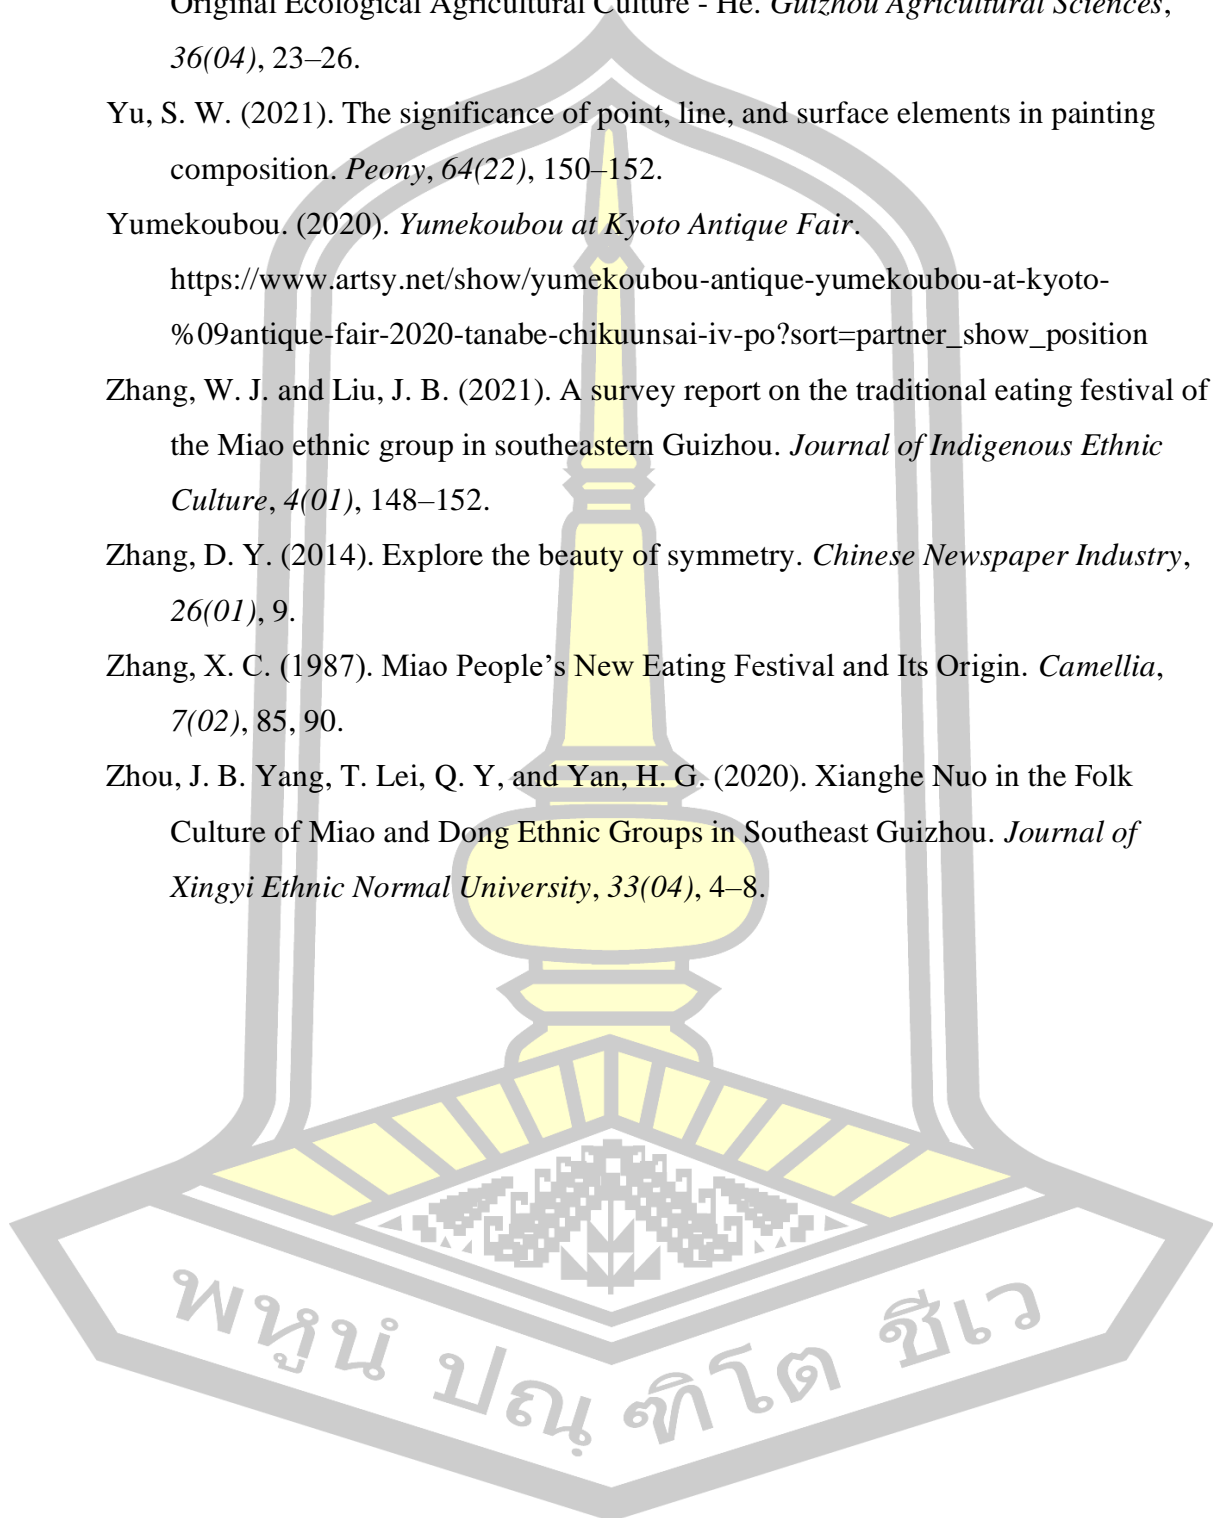 Original Ecological Agricultural Culture - He. Guizhou Agricultural Sciences,
36(04), 23–26.
Yu, S. W. (2021). The significance of point, line, and surface elements in painting
composition. Peony, 64(22), 150–152.
Yumekoubou. (2020). Yumekoubou at Kyoto Antique Fair.
https://www.artsy.net/show/yumekoubou-antique-yumekoubou-at-kyoto-
%09antique-fair-2020-tanabe-chikuunsai-iv-po?sort=partner_show_position
Zhang, W. J. and Liu, J. B. (2021). A survey report on the traditional eating festival of
the Miao ethnic group in southeastern Guizhou. Journal of Indigenous Ethnic
Culture, 4(01), 148–152.
Zhang, D. Y. (2014). Explore the beauty of symmetry. Chinese Newspaper Industry,
26(01), 9.
Zhang, X. C. (1987). Miao People’s New Eating Festival and Its Origin. Camellia,
7(02), 85, 90.
Zhou, J. B. Yang, T. Lei, Q. Y, and Yan, H. G. (2020). Xianghe Nuo in the Folk
Culture of Miao and Dong Ethnic Groups in Southeast Guizhou. Journal of
Xingyi Ethnic Normal University, 33(04), 4–8.
พหูนํ ปณฺฑิโต ชีเว